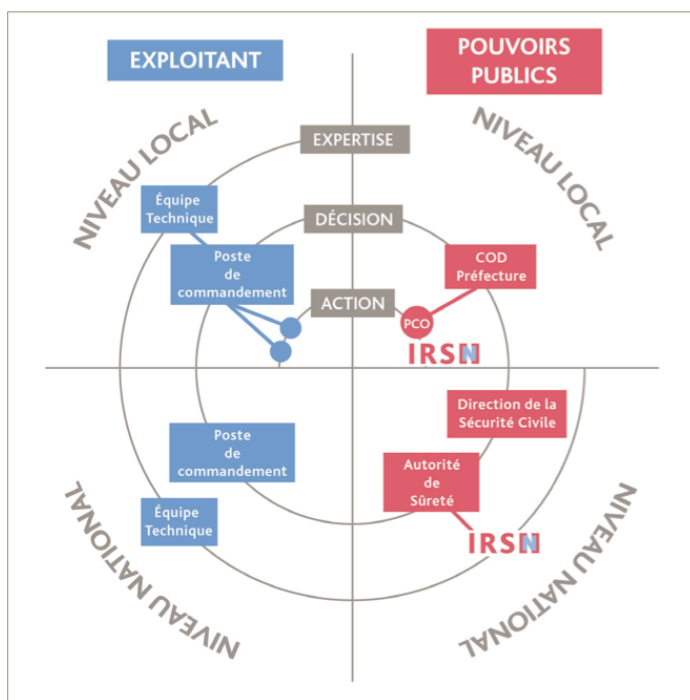 EXPLOITANT
POUVOIRS
PUBLICS
NIVEAU LOCAL
NIVEAU LOCAL
EXPERTISE
Équipe
Technique
DÉCISION
Poste
de
commandement
COD
Préfecture
ACTION
PCO
IRSN
Direction de la
Sécurité Civile
Poste
de
commandement
Autorité
de
Sûreté
Équipe
Technique
IRSN
NIVEAU NATIONAL
NIVEAU NATIONAL